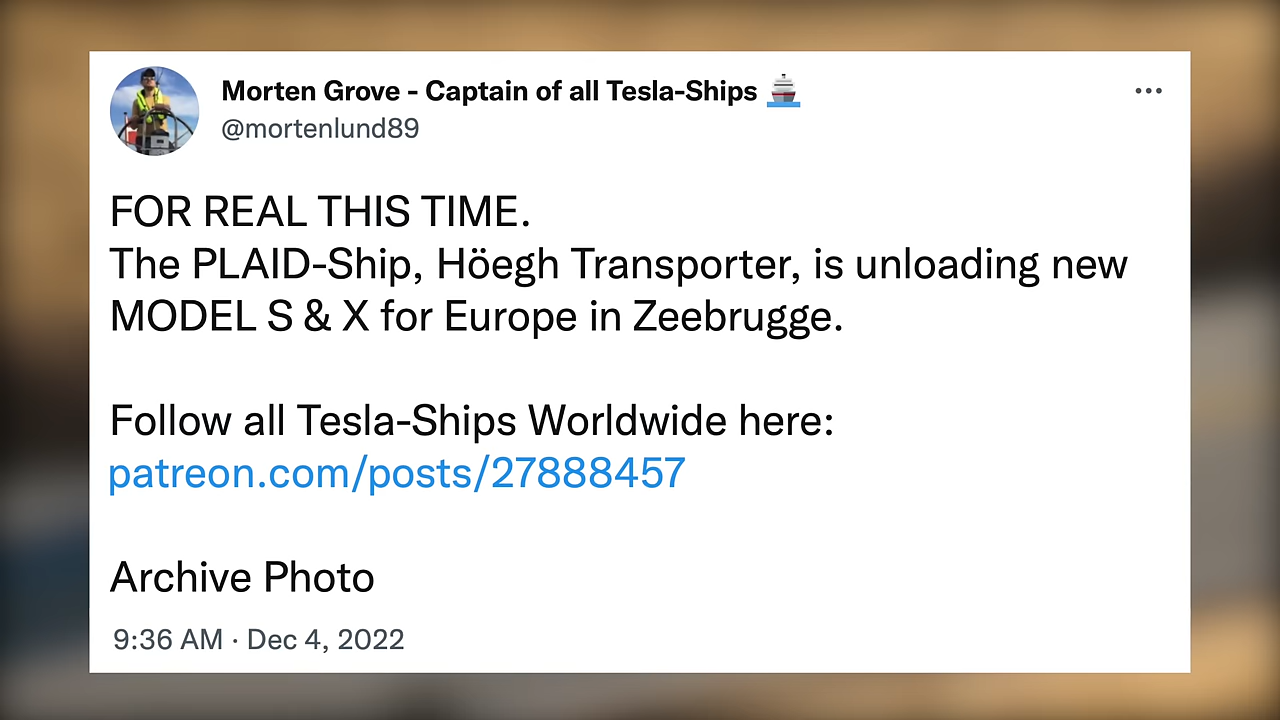 Morten Grove - Captain of all Tesla-Ships 🚢
@mortenlund89
FOR REAL THIS TIME.
The PLAID-Ship, Höegh Transporter, is unloading new
MODEL S & X for Europe in Zeebrugge.
Follow all Tesla-Ships Worldwide here:
patreon.com/posts/27888457
Archive Photo
9:36 AM · Dec 4, 2022